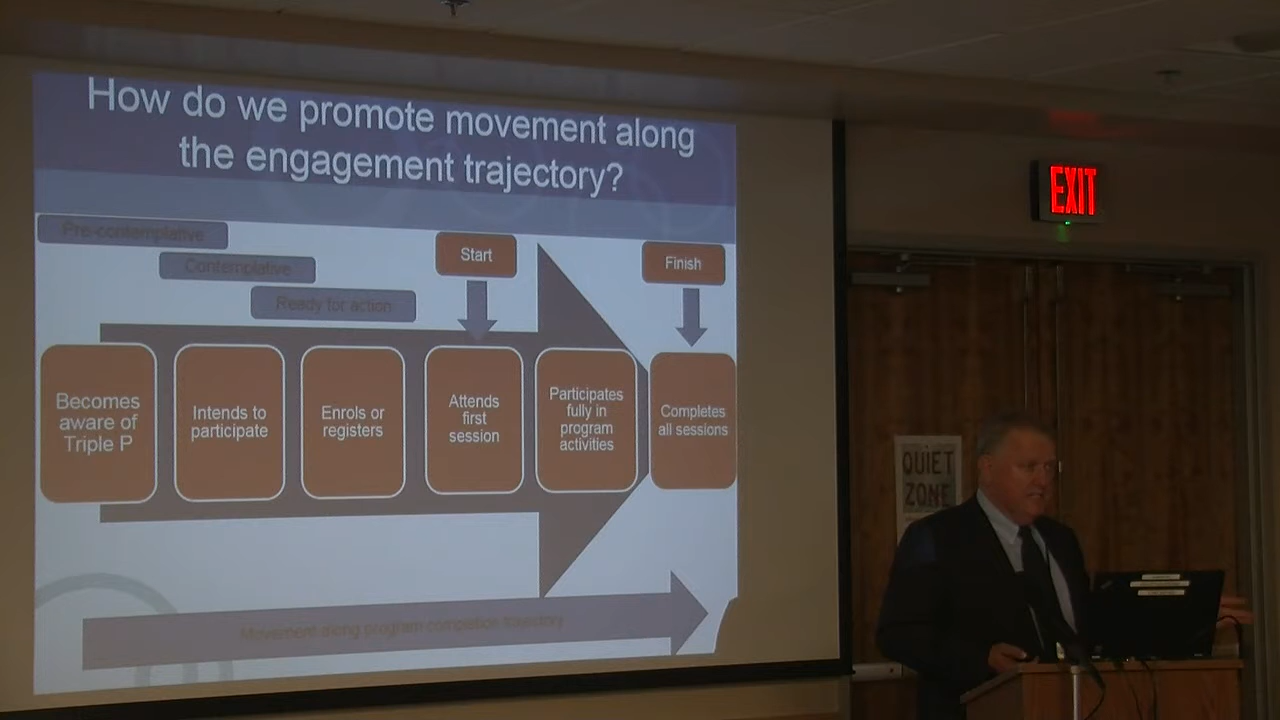 How do we promote movement along
the engagement trajectory?
Pre-contemplative
Contemplative
Ready for action
Start
Finish
Becomes
aware of
Triple P
Intends to
participate
Enrols or
registers
Attends
first
session
Participates
fully in
program
activities
Completes
all sessions
Movement along program completion trajectory
EXIT
QUIET
ZONE